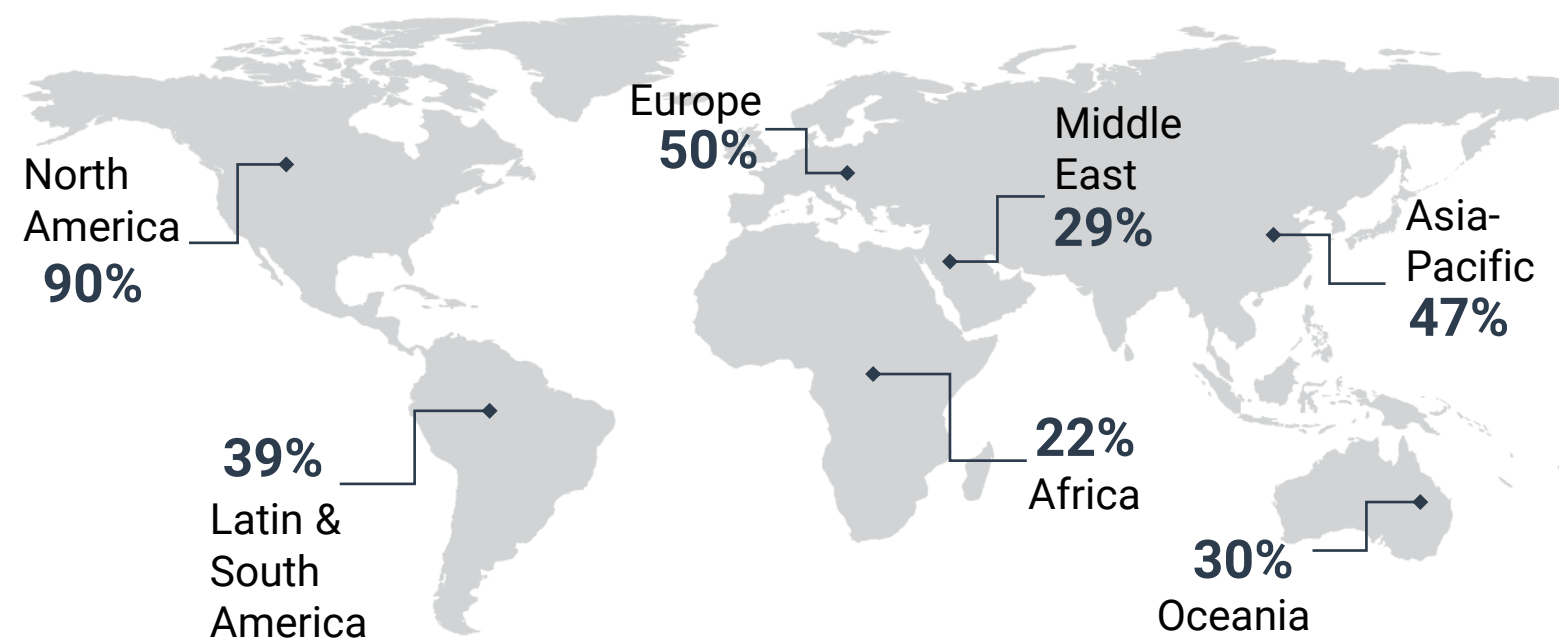 North
America
90%
Europe
50%
Middle
East
29%
Asia-
Pacific
47%
39%
Latin &
South
America
22%
Africa
30%
Oceania